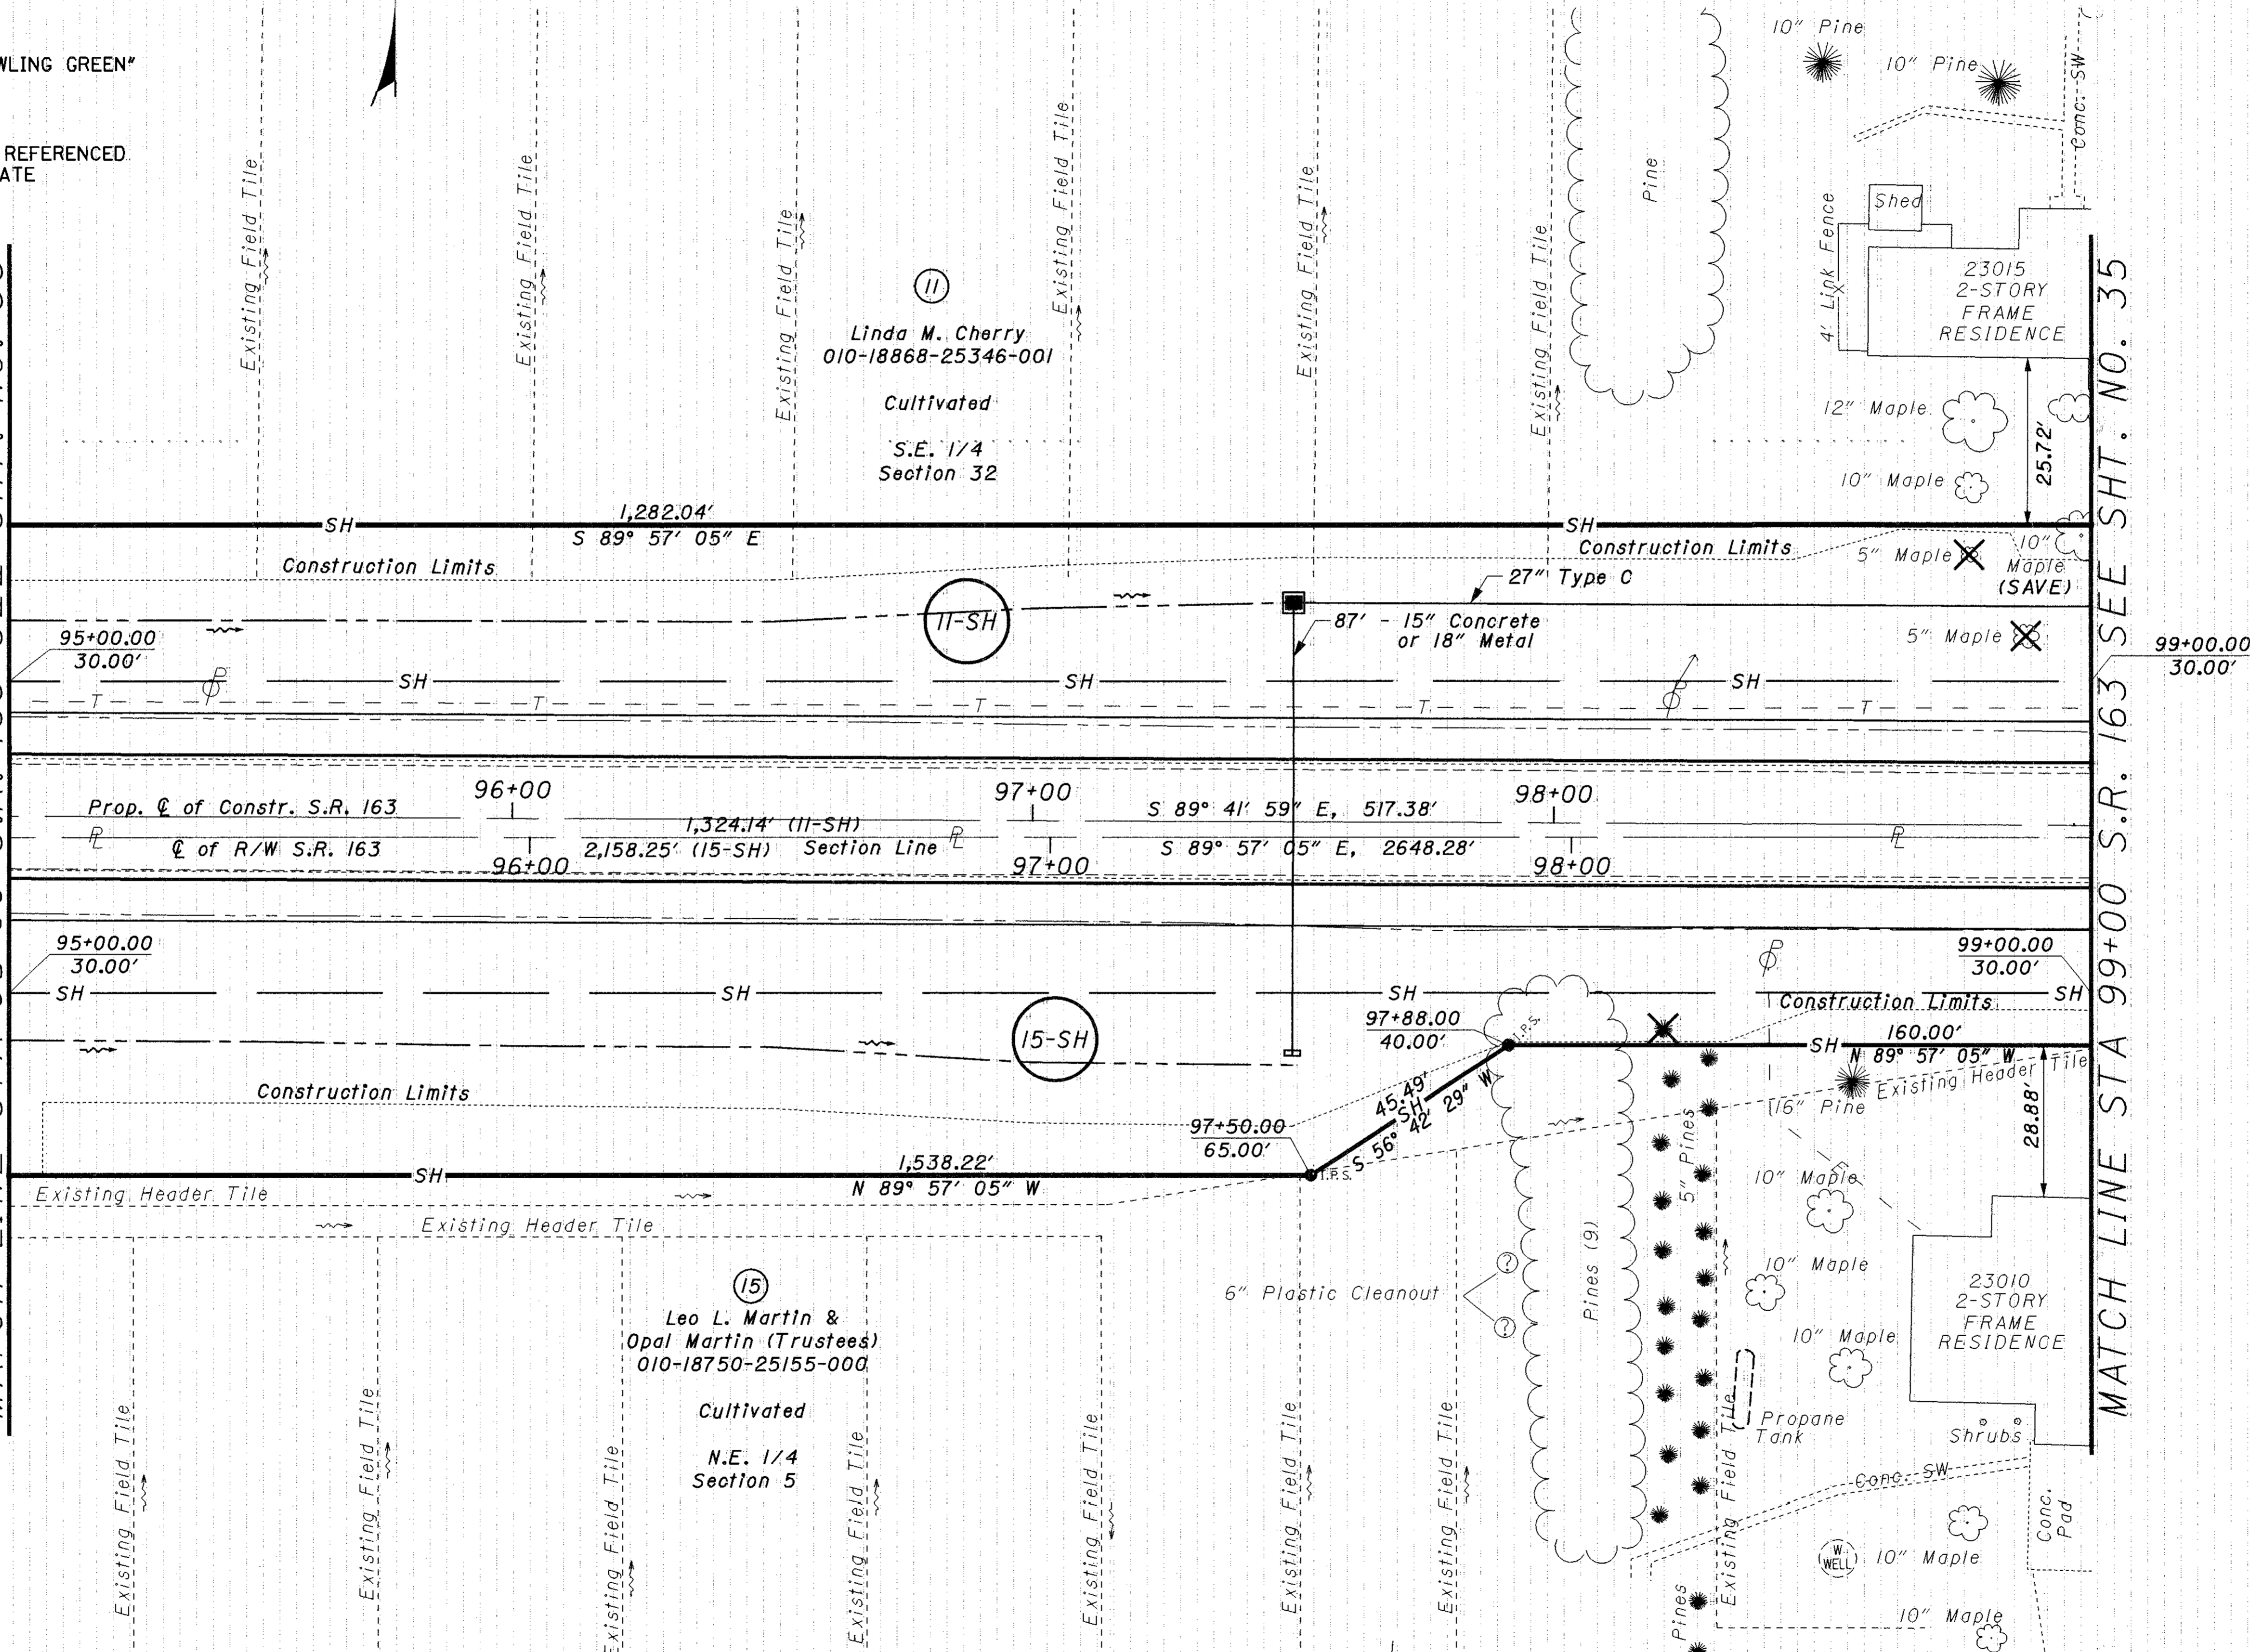 WLING GREEN"
REFERENCED
ATE
10" Pine
10" Pine
Conc. SW
Existing Field Tile
Existing Field Tile
Existing Field Tile
Existing Field Tile
Existing Field Tile
Existing Field Tile
Pine
4' Link Fence
Shed
23015
2-STORY
FRAME
RESIDENCE
11
Linda M. Cherry
010-18868-25346-001
Cultivated
S.E. 1/4
Section 32
12" Maple
10" Maple
25.72'
SH
1,282.04'
S 89° 57' 05" E
SH
Construction Limits
Construction Limits
5" Maple
10"
Maple
(SAVE)
27" Type C
11-SH
87' - 15" Concrete
or 18" Metal
5" Maple
95+00.00
30.00'
99+00.00
30.00'
SH
SH
SH
T
T
T
T
T
96+00
97+00
98+00
Prop. ℄ of Constr. S.R. 163
S 89° 41' 59" E, 517.38'
1,324.14' (11-SH)
℄ of R/W S.R. 163
2,158.25' (15-SH) Section Line
S 89° 57' 05" E, 2648.28'
96+00
97+00
98+00
95+00.00
30.00'
99+00.00
30.00'
SH
SH
SH
SH
Construction Limits
15-SH
97+88.00
40.00'
I.P.S.
160.00'
SH
N 89° 57' 05" W
Tile
Existing Header Tile
16" Pine
28.88'
Construction Limits
45.49'
SH
S 56° 42' 29" W
97+50.00
65.00'
I.P.S.
SH
1,538.22'
N 89° 57' 05" W
Existing Header Tile
Existing Header Tile
5" Pines
10" Maple
15
Leo L. Martin &
Opal Martin (Trustees)
010-18750-25155-000
Cultivated
N.E. 1/4
Section 5
6" Plastic Cleanout
?
?
Pines (9)
10" Maple
10" Maple
23010
2-STORY
FRAME
RESIDENCE
Propane
Tank
Shrubs
Conc. SW
Conc.
Pad
W
WELL
10" Maple
10" Maple
Pines
Existing Field Tile
Existing Field Tile
Existing Field Tile
Existing Field Tile
Existing Field Tile
Existing Field Tile
Existing Field Tile
Existing Field Tile
MATCH LINE STA 99+00 S.R. 163 SEE SHT. NO. 35